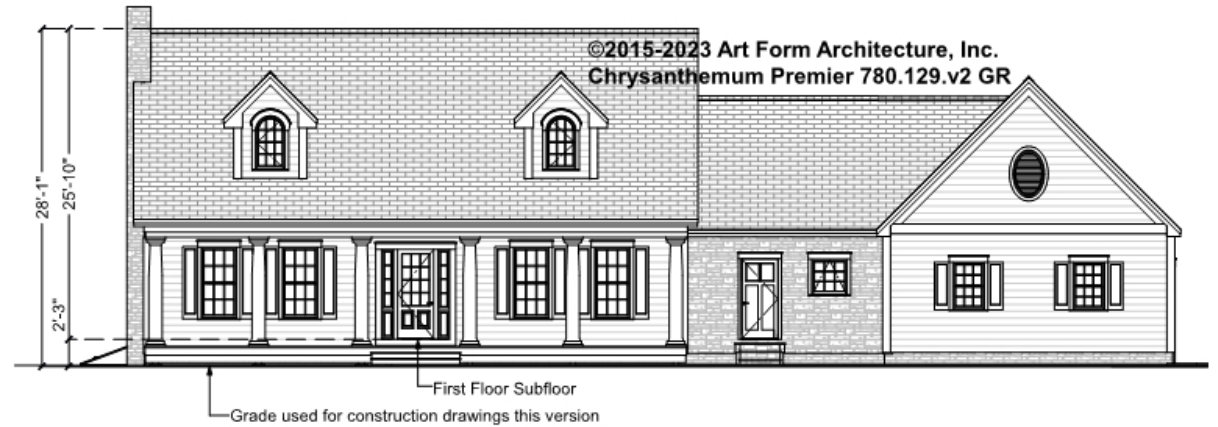 ©2015-2023 Art Form Architecture, Inc.
Chrysanthemum Premier 780.129.v2 GR
28'-1"
25'-10"
2'-3"
First Floor Subfloor
Grade used for construction drawings this version